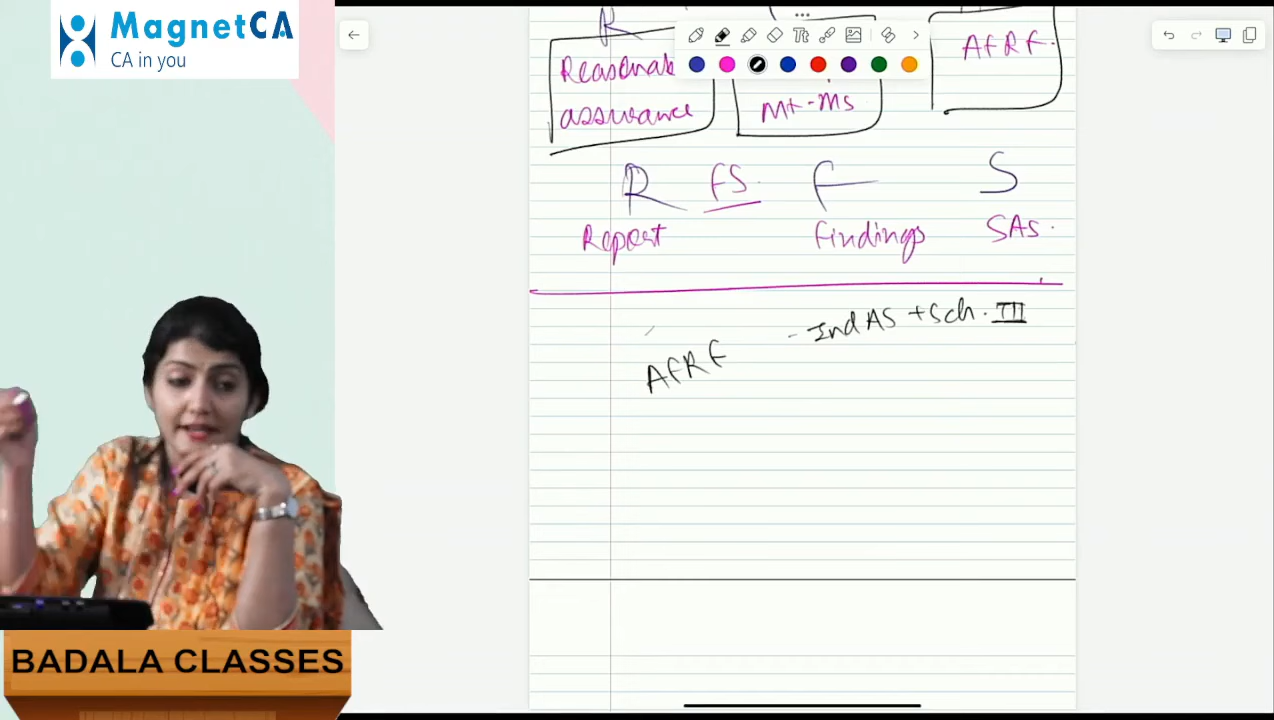 MagnetCA
CA in you
R
Reasonab
assurance
Mt-ms
AFRF.
R FS. F S
Report Findings SAs.
AFRF - Ind AS + Sch. III
BADALA CLASSES